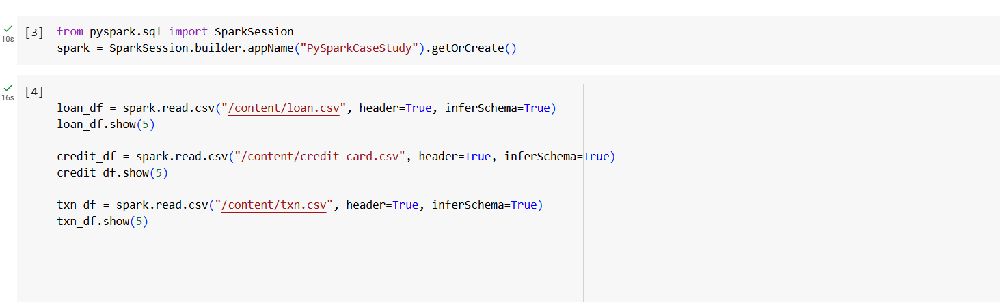 [3] from pyspark.sql import SparkSession
10s
spark = SparkSession.builder.appName("PySparkCaseStudy").getOrCreate()
[4]
16s
loan_df = spark.read.csv("/content/loan.csv", header=True, inferSchema=True)
loan_df.show(5)
credit_df = spark.read.csv("/content/credit card.csv", header=True, inferSchema=True)
credit_df.show(5)
txn_df = spark.read.csv("/content/txn.csv", header=True, inferSchema=True)
txn_df.show(5)